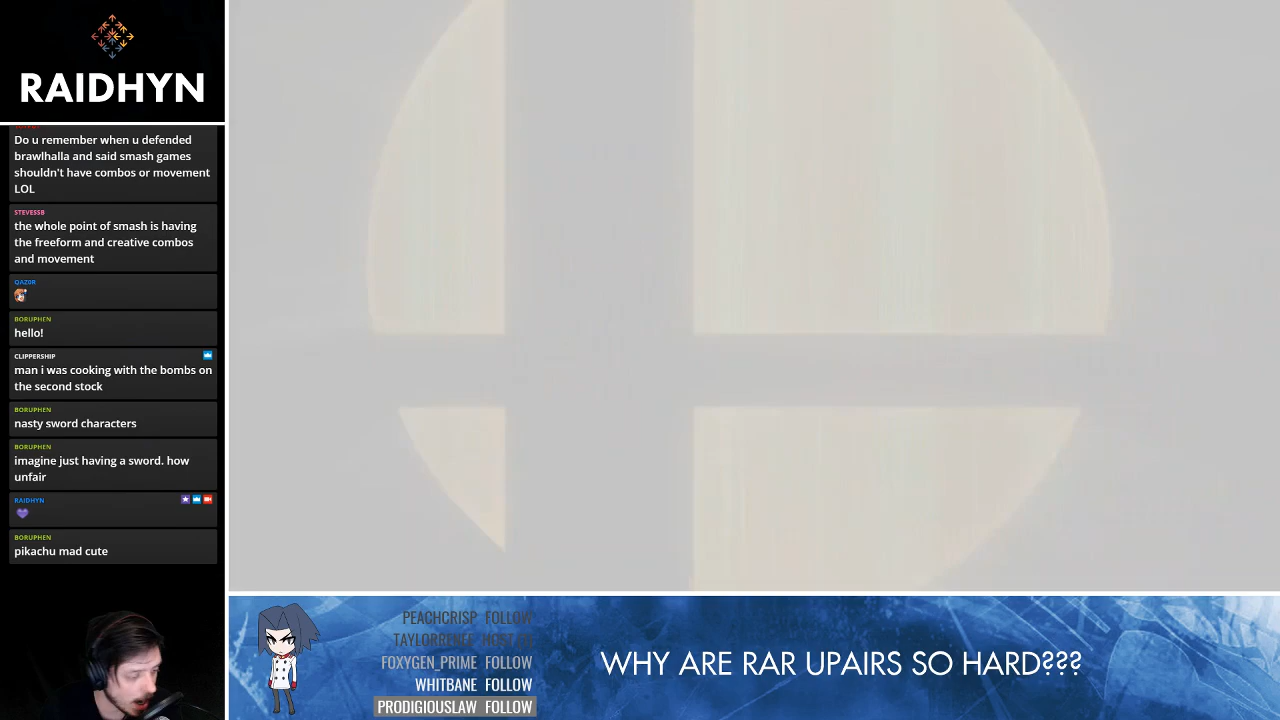 RAIDHYN
Do u remember when u defended
brawlhalla and said smash games
shouldn't have combos or movement
LOL
STEVESSB
the whole point of smash is having
the freeform and creative combos
and movement
QAZ0R
BORUPHEN
hello!
CLIPPERSHIP
man i was cooking with the bombs on
the second stock
BORUPHEN
nasty sword characters
BORUPHEN
imagine just having a sword. how
unfair
RAIDHYN
BORUPHEN
pikachu mad cute
PEACHCRISP FOLLOW
FOXYGEN_PRIME FOLLOW
WHITBANE FOLLOW
PRODIGIOUSLAW FOLLOW
WHY ARE RAR UPAIRS SO HARD???